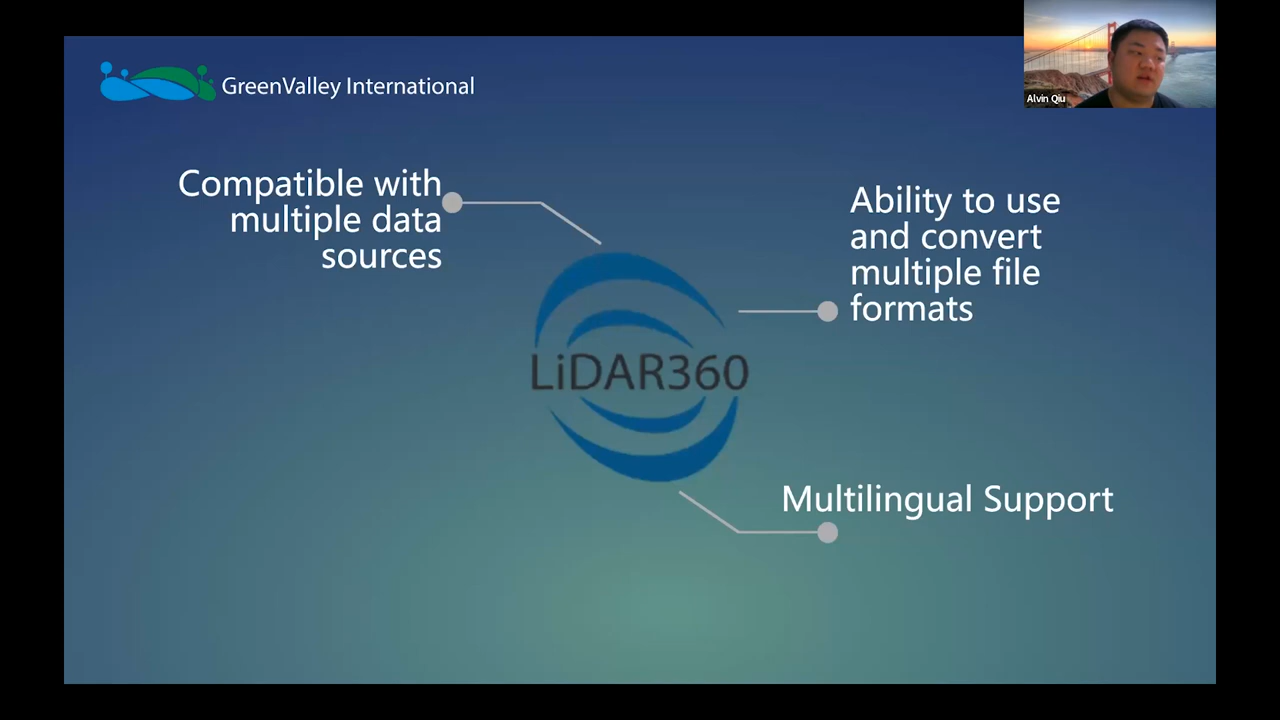 GreenValley International
Alvin Qiu
Compatible with
multiple data
sources
Ability to use
and convert
multiple file
formats
LiDAR360
Multilingual Support